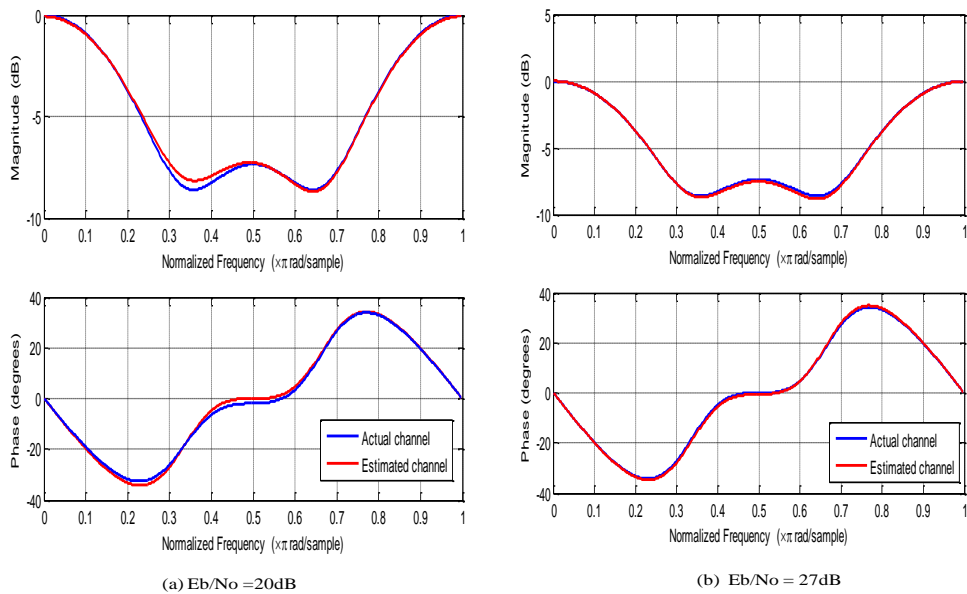 0
-5
-10
Magnitude (dB)
0 0.1 0.2 0.3 0.4 0.5 0.6 0.7 0.8 0.9 1
Normalized Frequency (×π rad/sample)
40
20
0
-20
-40
Phase (degrees)
Actual channel
Estimated channel
0 0.1 0.2 0.3 0.4 0.5 0.6 0.7 0.8 0.9 1
Normalized Frequency (×π rad/sample)
(a) Eb/No =20dB
5
0
-5
-10
Magnitude (dB)
0 0.1 0.2 0.3 0.4 0.5 0.6 0.7 0.8 0.9 1
Normalized Frequency (×π rad/sample)
40
20
0
-20
-40
Phase (degrees)
Actual channel
Estimated channel
0 0.1 0.2 0.3 0.4 0.5 0.6 0.7 0.8 0.9 1
Normalized Frequency (×π rad/sample)
(b) Eb/No = 27dB